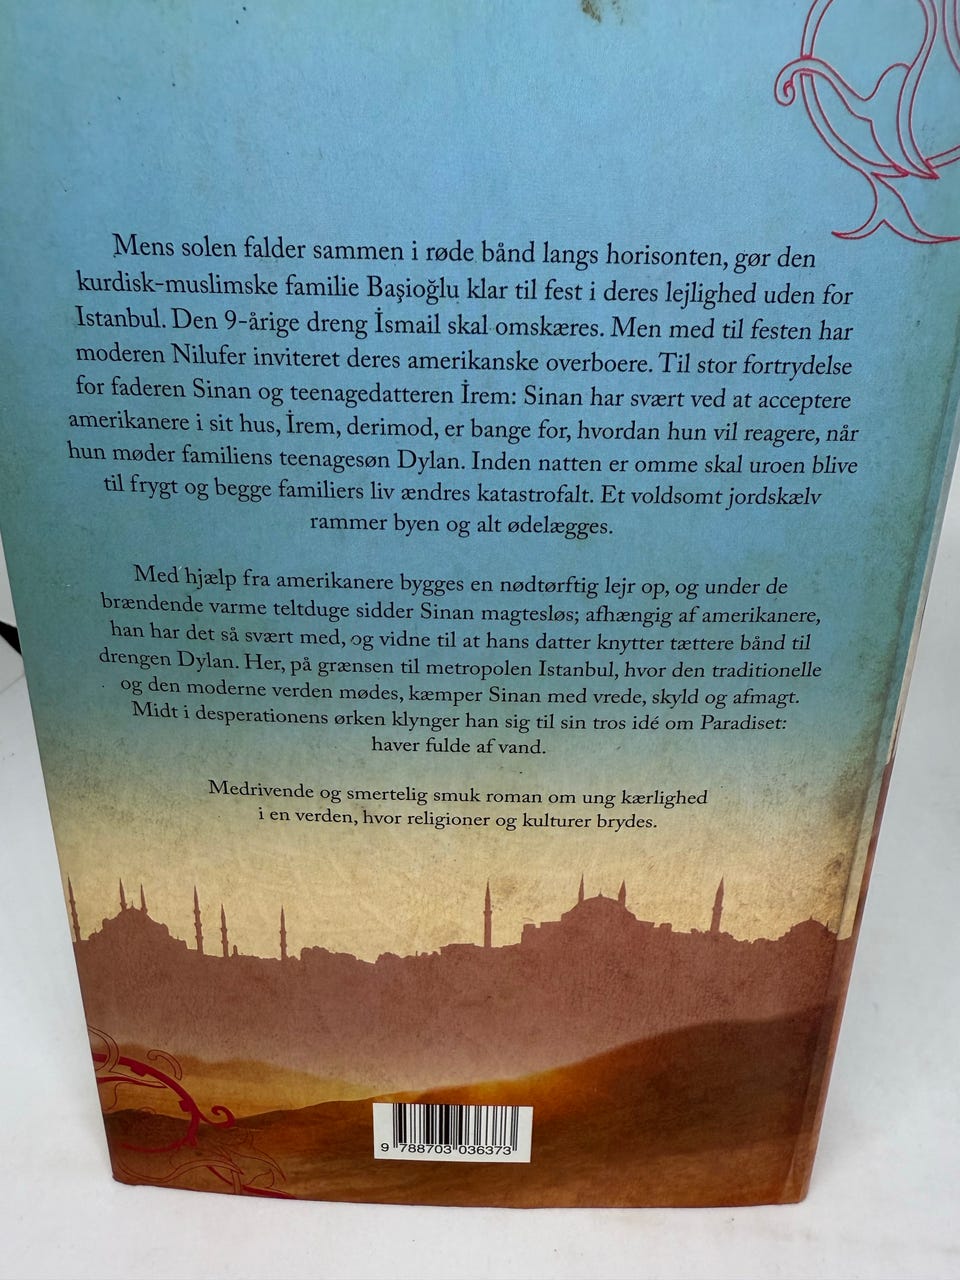 Mens solen falder sammen i røde bånd langs horisonten, gør den
kurdisk-muslimske familie Başioğlu klar til fest i deres lejlighed uden for
Istanbul. Den 9-årige dreng İsmail skal omskæres. Men med til festen har
moderen Nilufer inviteret deres amerikanske overboere. Til stor fortrydelse
for faderen Sinan og teenagedatteren İrem: Sinan har svært ved at acceptere
amerikanere i sit hus, İrem, derimod, er bange for, hvordan hun vil reagere, når
hun møder familiens teenagesøn Dylan. Inden natten er omme skal uroen blive
til frygt og begge familiers liv ændres katastrofalt. Et voldsomt jordskælv
rammer byen og alt ødelægges.
Med hjælp fra amerikanere bygges en nødtørftig lejr op, og under de
brændende varme teltduge sidder Sinan magtesløs; afhængig af amerikanere,
han har det så svært med, og vidne til at hans datter knytter tættere bånd til
drengen Dylan. Her, på grænsen til metropolen Istanbul, hvor den traditionelle
og den moderne verden mødes, kæmper Sinan med vrede, skyld og afmagt.
Midt i desperationens ørken klynger han sig til sin tros idé om Paradiset:
haver fulde af vand.
Medrivende og smertelig smuk roman om ung kærlighed
i en verden, hvor religioner og kulturer brydes.
9 788703 036373